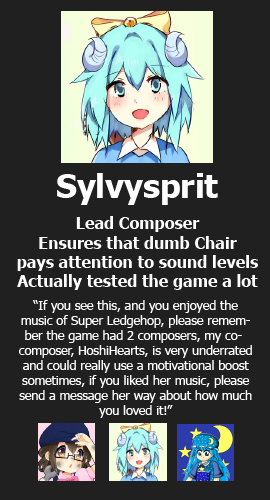 Sylvysprit
Lead Composer
Ensures that dumb Chair
pays attention to sound levels
Actually tested the game a lot
“If you see this, and you enjoyed the
music of Super Ledgehop, please remem-
ber the game had 2 composers, my co-
composer, HoshiHearts, is very underrated
and could really use a motivational boost
sometimes, if you liked her music, please
send a message her way about how much
you loved it!”